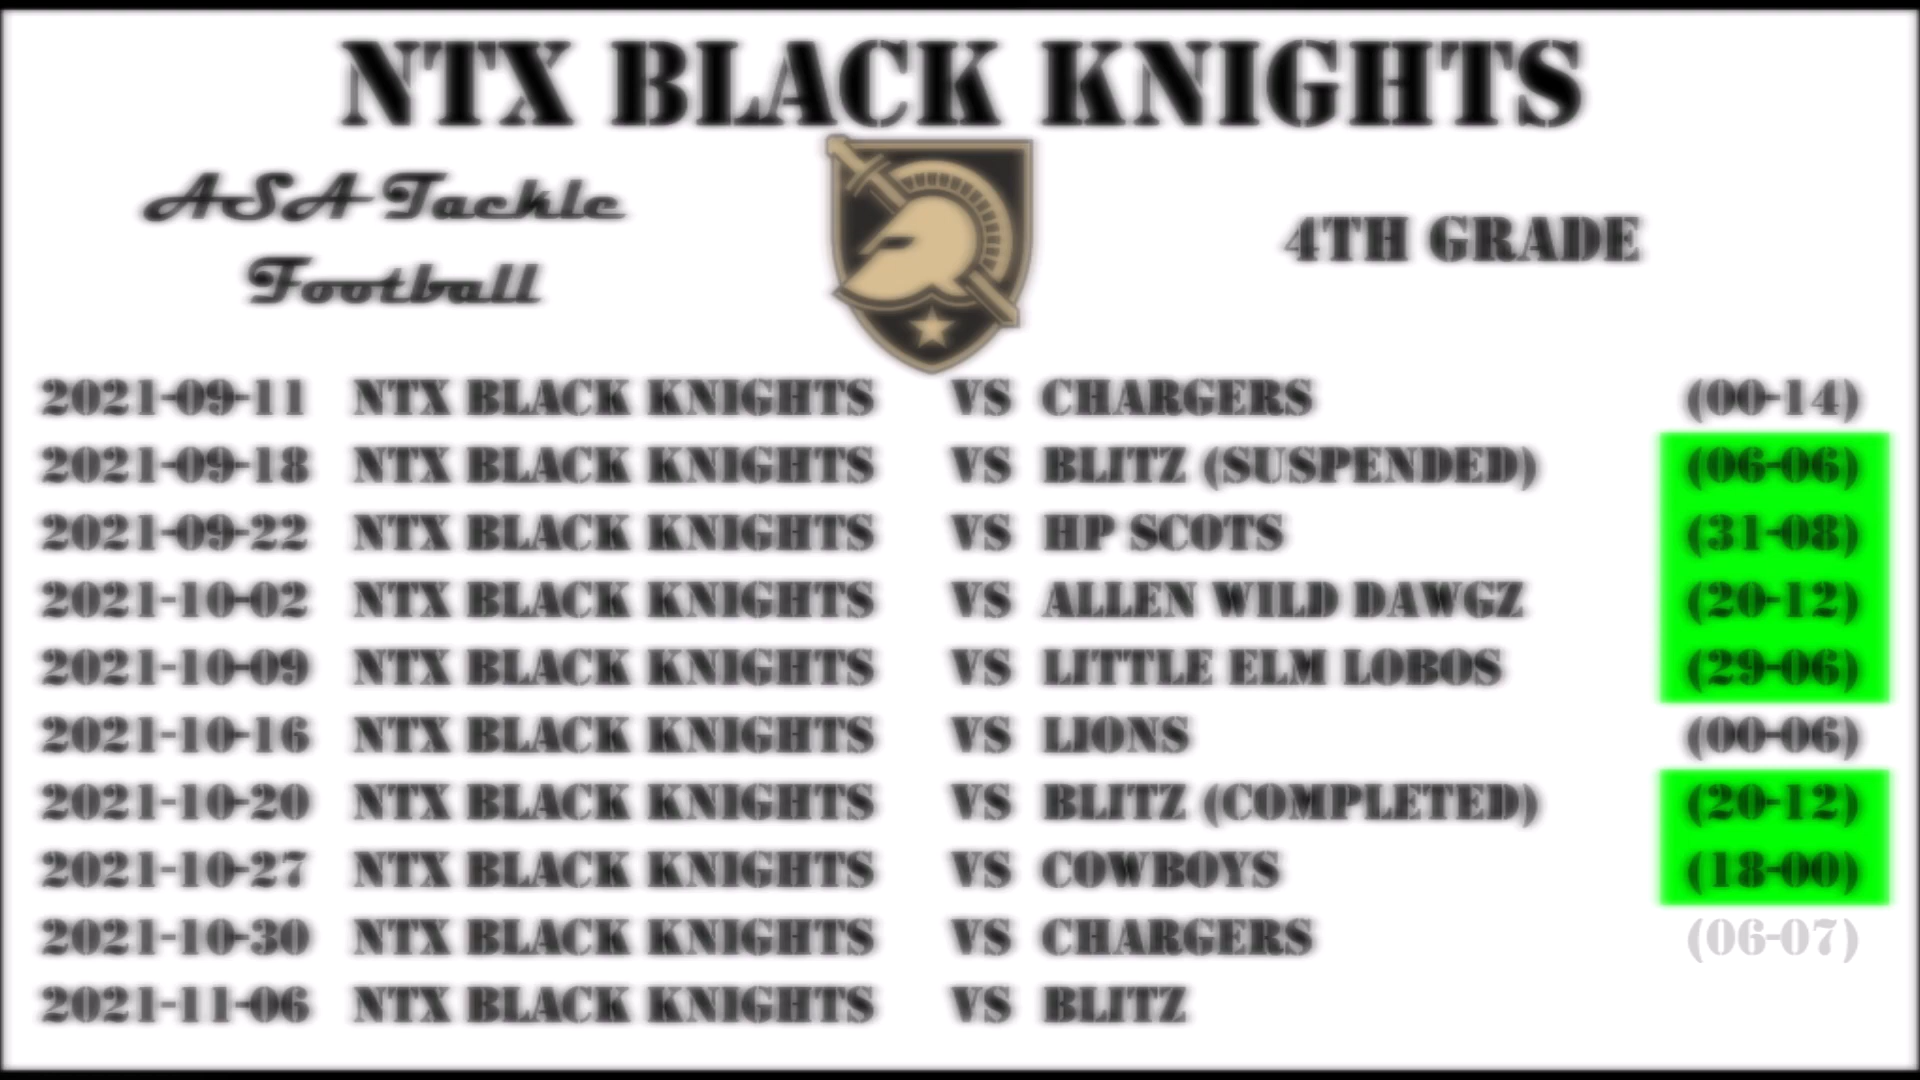 NTX BLACK KNIGHTS
ASA Tackle
Football
4TH GRADE
2021-09-11 NTX BLACK KNIGHTS VS CHARGERS (00-14)
2021-09-18 NTX BLACK KNIGHTS VS BLITZ (SUSPENDED) (06-06)
2021-09-22 NTX BLACK KNIGHTS VS HP SCOTS (31-08)
2021-10-02 NTX BLACK KNIGHTS VS ALLEN WILD DAWGZ (20-12)
2021-10-09 NTX BLACK KNIGHTS VS LITTLE ELM LOBOS (29-06)
2021-10-16 NTX BLACK KNIGHTS VS LIONS (00-06)
2021-10-20 NTX BLACK KNIGHTS VS BLITZ (COMPLETED) (20-12)
2021-10-27 NTX BLACK KNIGHTS VS COWBOYS (18-00)
2021-10-30 NTX BLACK KNIGHTS VS CHARGERS (06-07)
2021-11-06 NTX BLACK KNIGHTS VS BLITZ